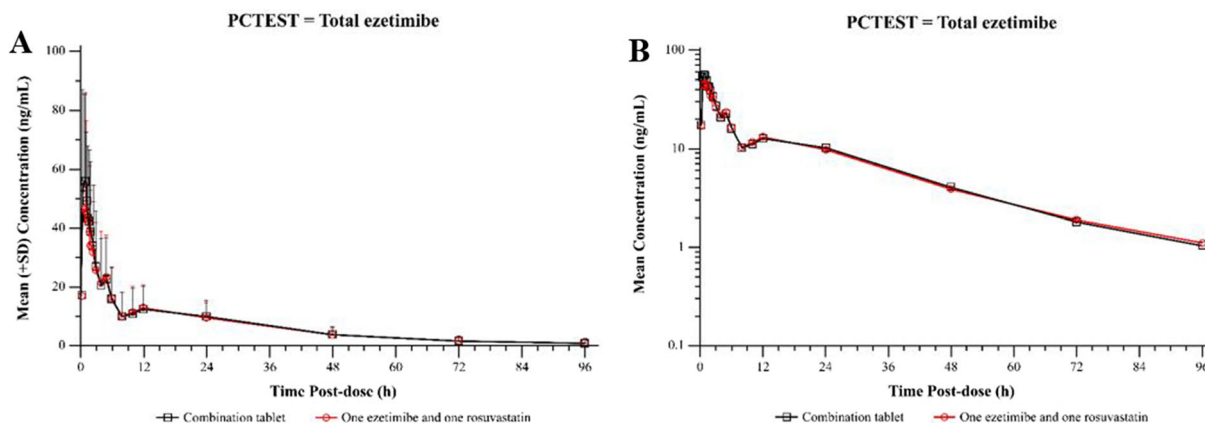 A
PCTEST = Total ezetimibe
Mean (+SD) Concentration (ng/mL)
100
80
60
40
20
0
0 12 24 36 48 60 72 84 96
Time Post-dose (h)
Combination tablet One ezetimibe and one rosuvastatin
B
PCTEST = Total ezetimibe
Mean Concentration (ng/mL)
100
10
1
0.1
0 12 24 36 48 60 72 84 96
Time Post-dose (h)
Combination tablet One ezetimibe and one rosuvastatin